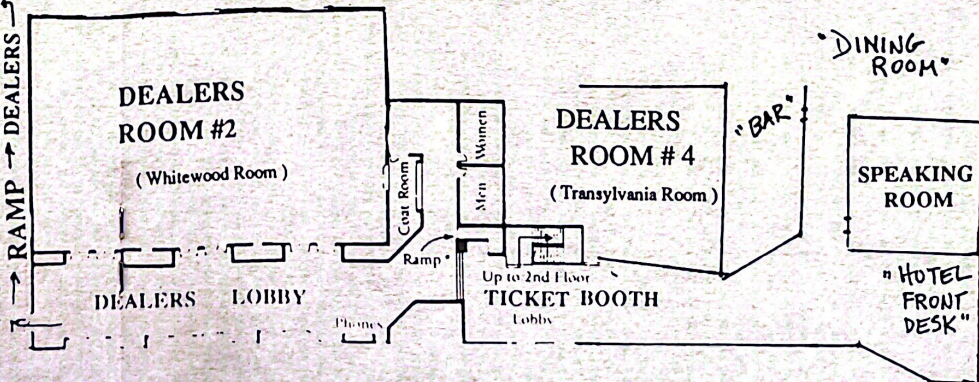 → RAMP → DEALERS →
DEALERS
ROOM #2
( Whitewood Room )
Women
Men
Coat Room
Ramp
DEALERS
ROOM # 4
( Transylvania Room )
"BAR"
"DINING
ROOM"
SPEAKING
ROOM
"HOTEL
FRONT
DESK"
Up to 2nd Floor
TICKET BOOTH
Lobby
DEALERS LOBBY
Phones